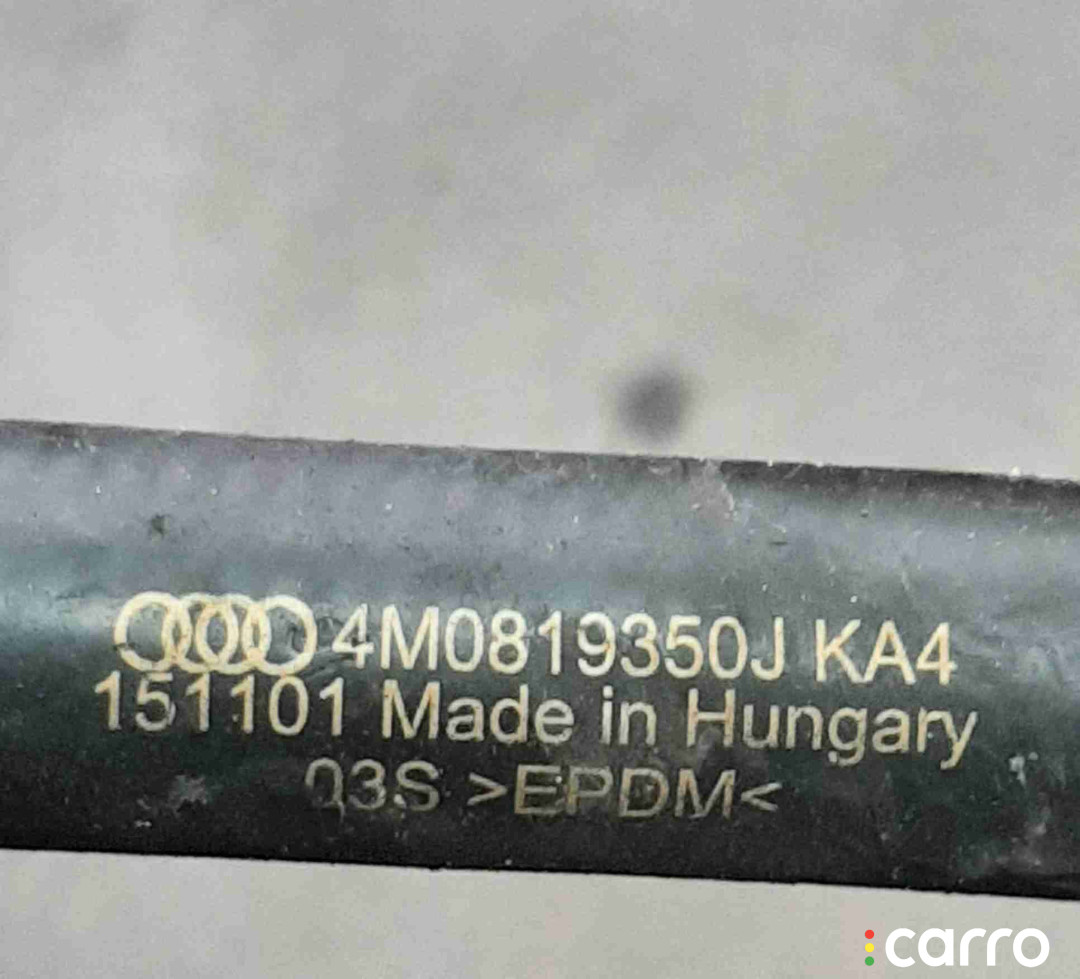 4M0819350J KA4
151101 Made in Hungary
03S >EPDM<
carro